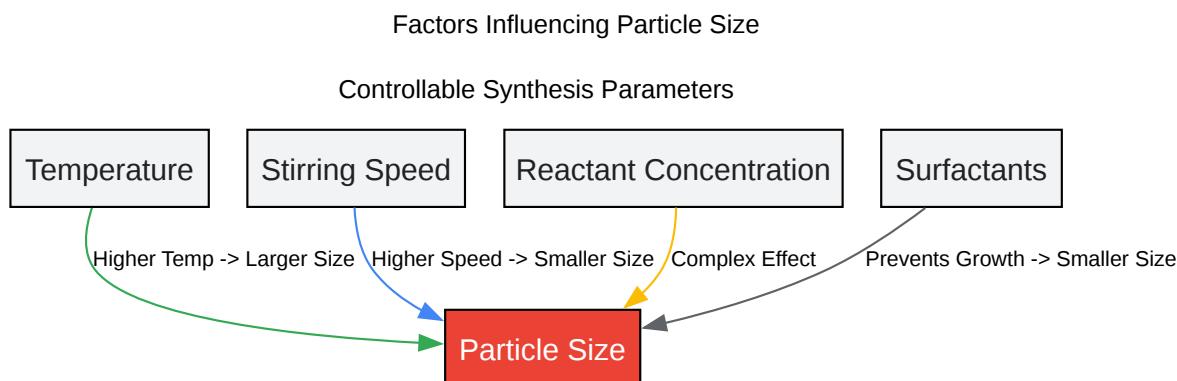 Factors Influencing Particle Size
Controllable Synthesis Parameters
Temperature
Stirring Speed
Reactant Concentration
Surfactants
Higher Temp -> Larger Size
Higher Speed -> Smaller Size
Complex Effect
Prevents Growth -> Smaller Size
Particle Size